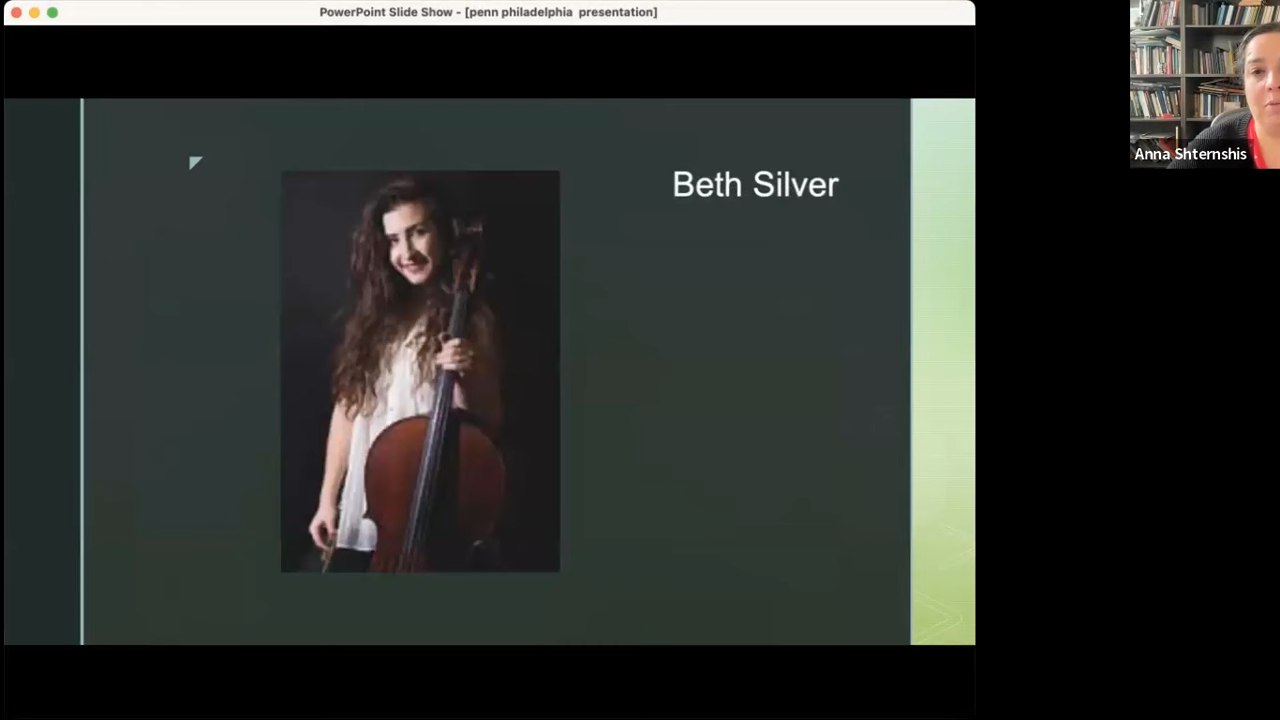 PowerPoint Slide Show - [penn philadelphia  presentation]
Beth Silver
Anna Shternshis